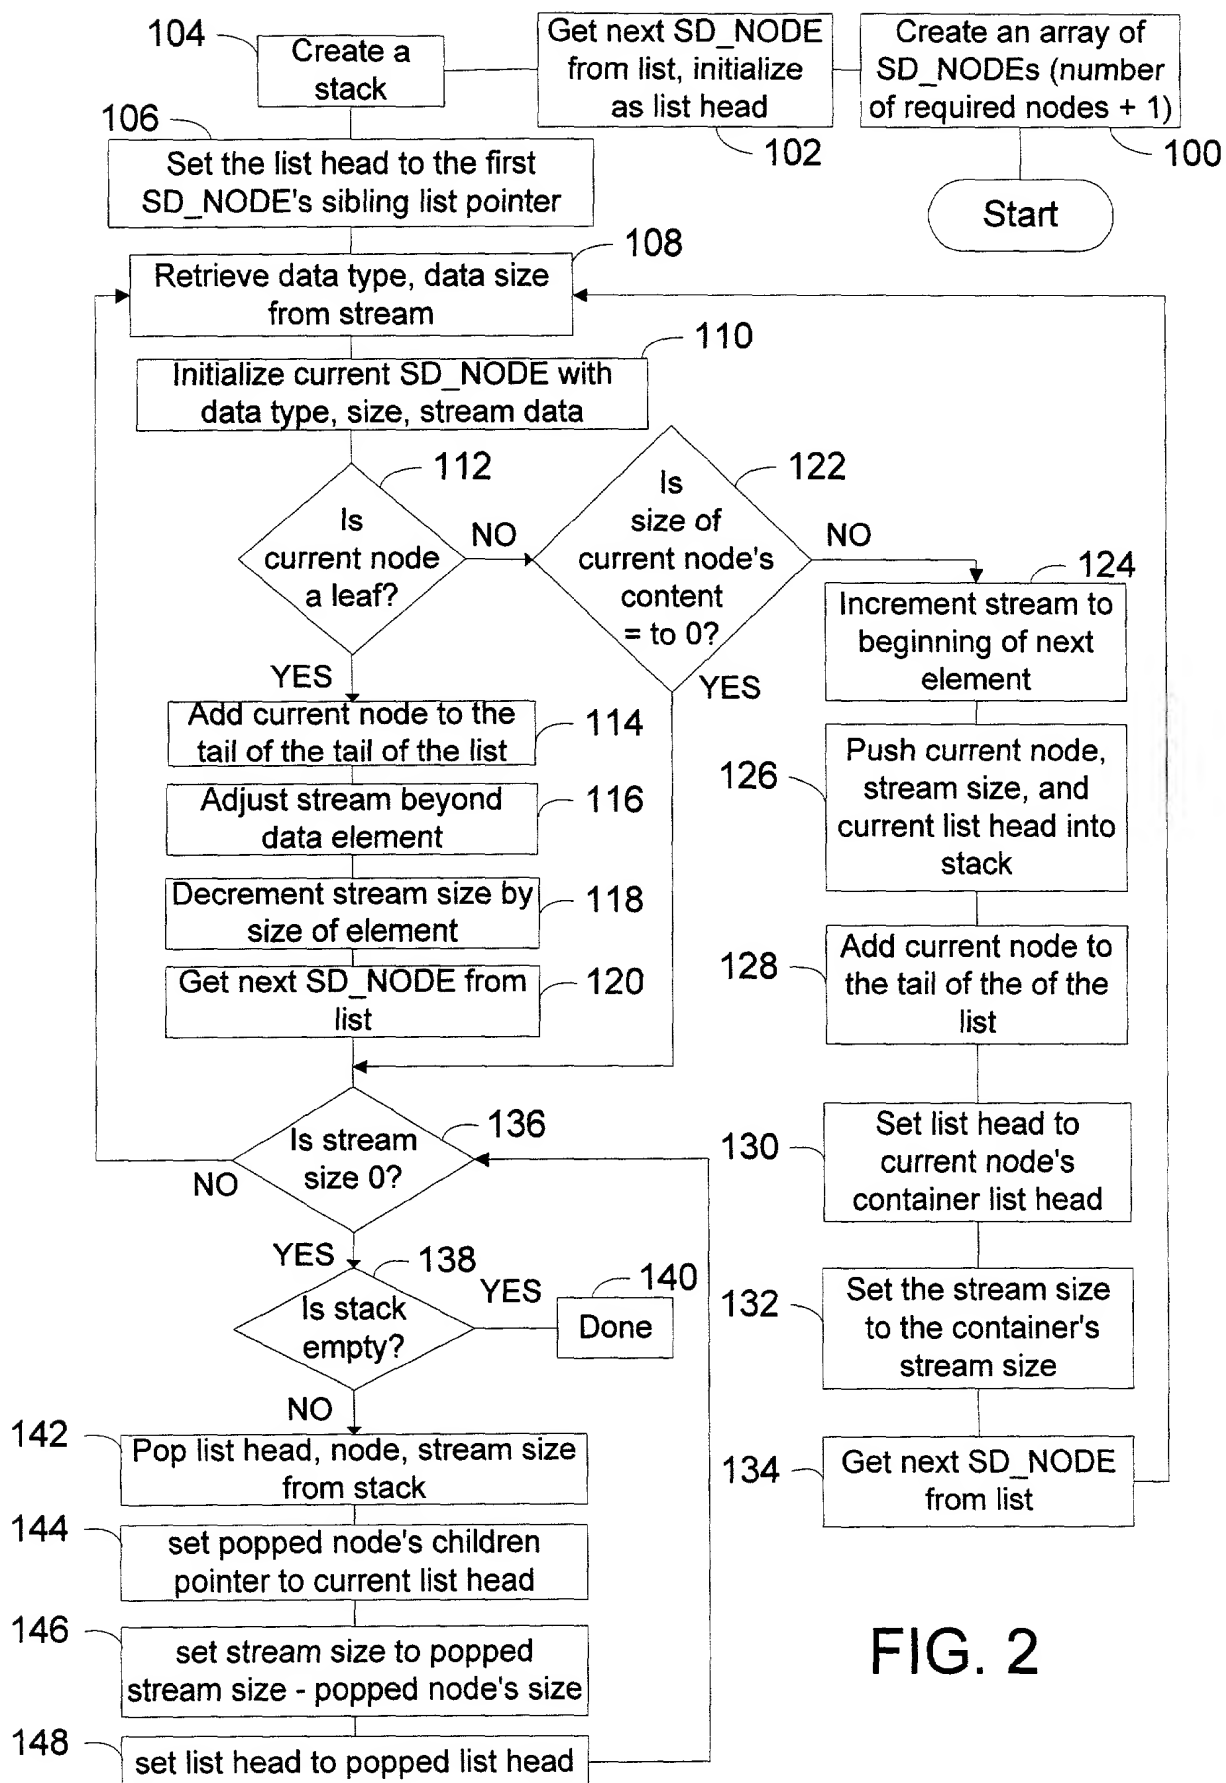 104
Create a
stack
Get next SD_NODE
from list, initialize
as list head
102
Create an array of
SD_NODEs (number
of required nodes + 1)
100
Start
106
Set the list head to the first
SD_NODE's sibling list pointer
108
Retrieve data type, data size
from stream
110
Initialize current SD_NODE with
data type, size, stream data
112
Is
current node
a leaf?
NO
YES
122
Is
size of
current node's
content
= to 0?
NO
YES
Add current node to the
tail of the tail of the list
114
Adjust stream beyond
data element
116
Decrement stream size by
size of element
118
Get next SD_NODE from
list
120
124
Increment stream to
beginning of next
element
126
Push current node,
stream size, and
current list head into
stack
128
Add current node to
the tail of the of the
list
130
Set list head to
current node's
container list head
132
Set the stream size
to the container's
stream size
134
Get next SD_NODE
from list
136
Is stream
size 0?
NO
YES
138
Is stack
empty?
YES
140
Done
NO
142
Pop list head, node, stream size
from stack
144
set popped node's children
pointer to current list head
146
set stream size to popped
stream size - popped node's size
148
set list head to popped list head
FIG. 2